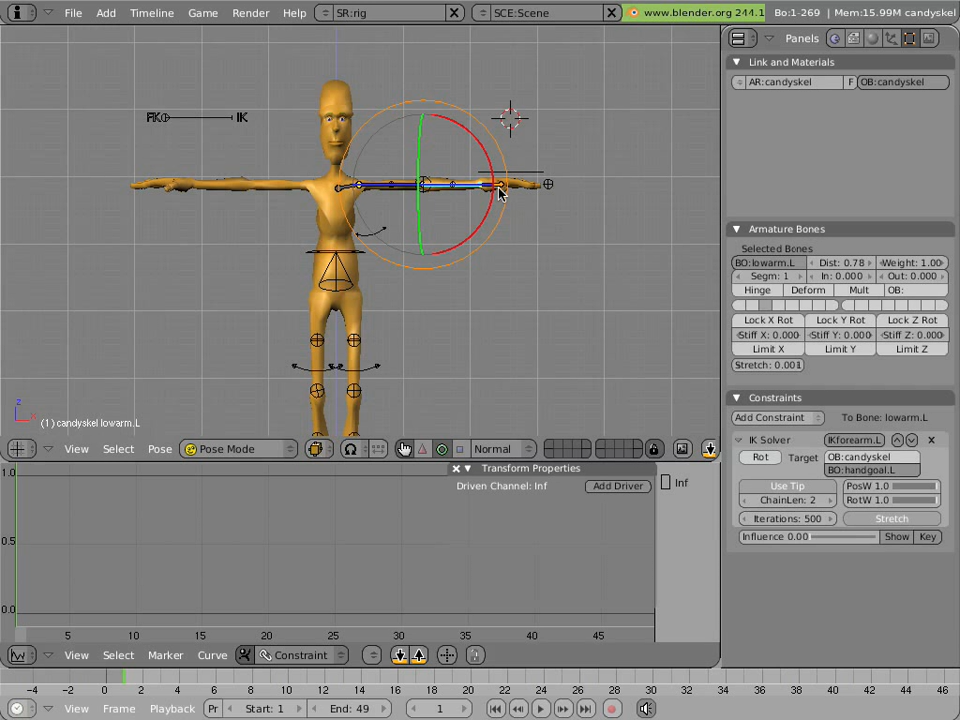 File Add Timeline Game Render Help SR:rig SCE:Scene www.blender.org 244.1 Bo:1-269 | Mem:15.99M candyskel
Panels
Link and Materials
AR:candyskel F OB:candyskel
FK IK
Armature Bones
Selected Bones
BO:lowarm.L Dist: 0.78 Weight: 1.00
Segm: 1 In: 0.000 Out: 0.000
Hinge Deform Mult OB:
Lock X Rot Lock Y Rot Lock Z Rot
Stiff X: 0.000 Stiff Y: 0.000 Stiff Z: 0.000
Limit X Limit Y Limit Z
Stretch: 0.001
Constraints
Add Constraint To Bone: lowarm.L
IK Solver IKforearm.L
Rot Target OB:candyskel
BO:handgoal.L
Use Tip PosW 1.0
ChainLen: 2 RotW 1.0
Iterations: 500 Stretch
Influence 0.00 Show Key
z
x
(1) candyskel lowarm.L
View Select Pose Pose Mode Normal
1.0
Transform Properties
Driven Channel: Inf Add Driver Inf
0.5
0.0
5 10 15 20 25 30 35 40 45
View Select Marker Curve Constraint
−4 −2 0 2 4 6 8 10 12 14 16 18 20 22 24 26 28 30 32 34 36 38 40 42 44 46
View Frame Playback Pr Start: 1 End: 49 1